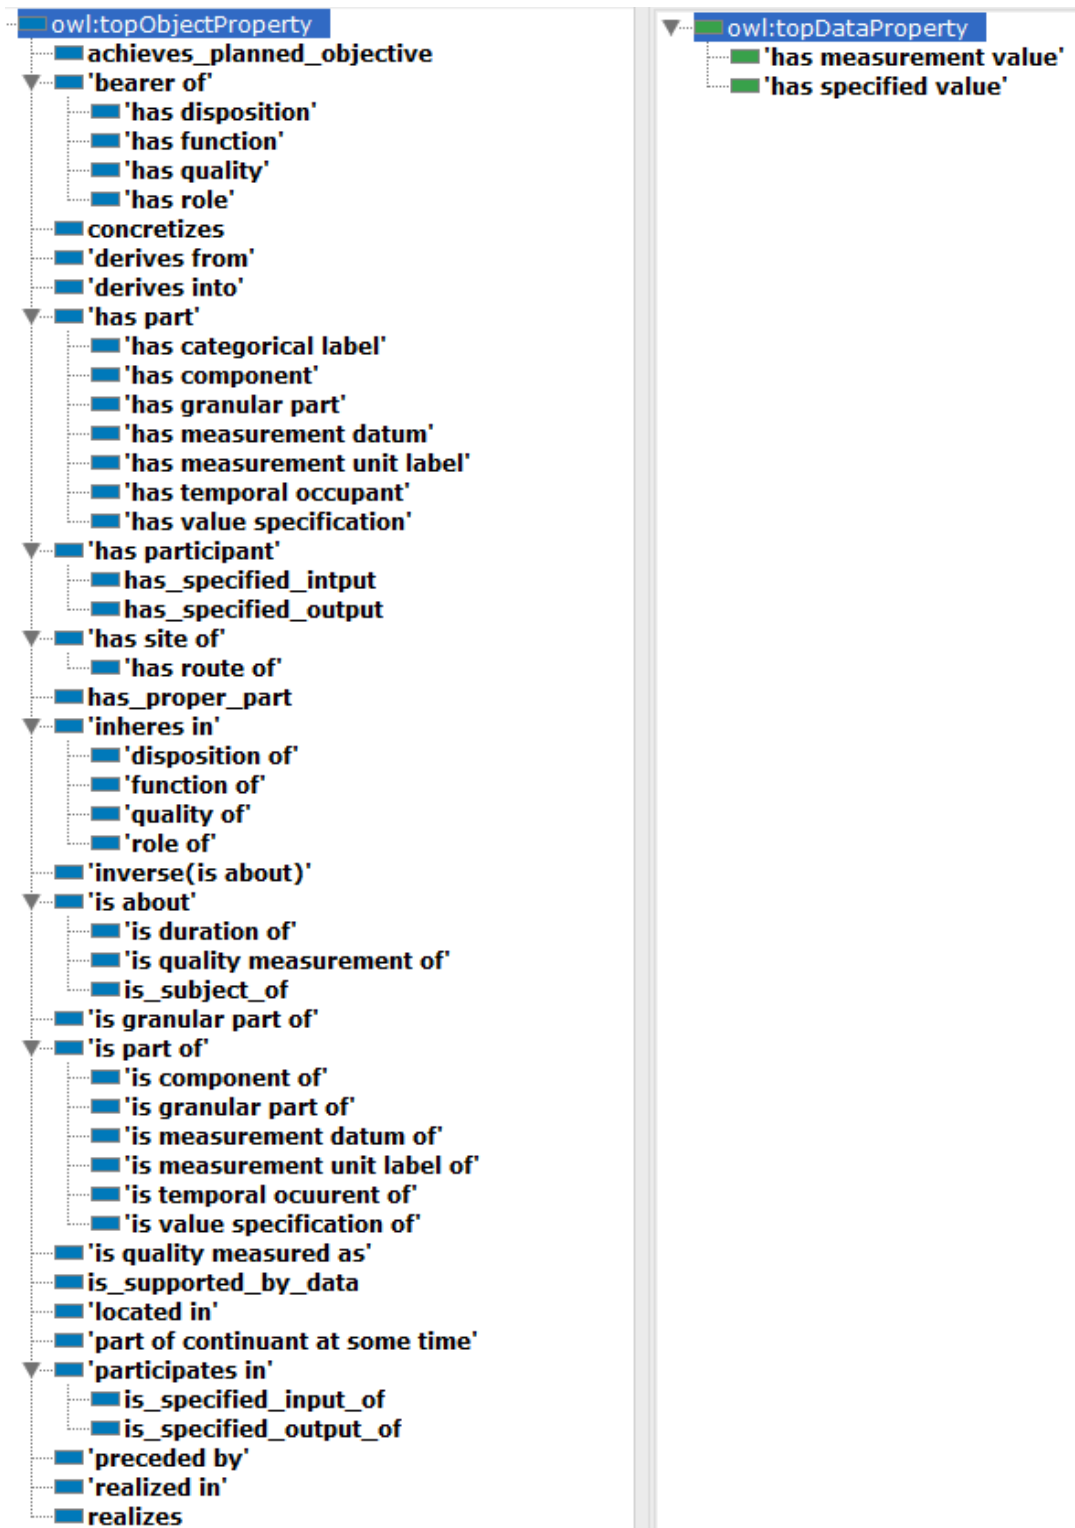 owl:topObjectProperty
achieves_planned_objective
'bearer of'
'has disposition'
'has function'
'has quality'
'has role'
concretizes
'derives from'
'derives into'
'has part'
'has categorical label'
'has component'
'has granular part'
'has measurement datum'
'has measurement unit label'
'has temporal occupant'
'has value specification'
'has participant'
has_specified_intput
has_specified_output
'has site of'
'has route of'
has_proper_part
'inheres in'
'disposition of'
'function of'
'quality of'
'role of'
'inverse(is about)'
'is about'
'is duration of'
'is quality measurement of'
is_subject_of
'is granular part of'
'is part of'
'is component of'
'is granular part of'
'is measurement datum of'
'is measurement unit label of'
'is temporal ocuurent of'
'is value specification of'
'is quality measured as'
is_supported_by_data
'located in'
'part of continuant at some time'
'participates in'
is_specified_input_of
is_specified_output_of
'preceded by'
'realized in'
realizes
owl:topDataProperty
'has measurement value'
'has specified value'